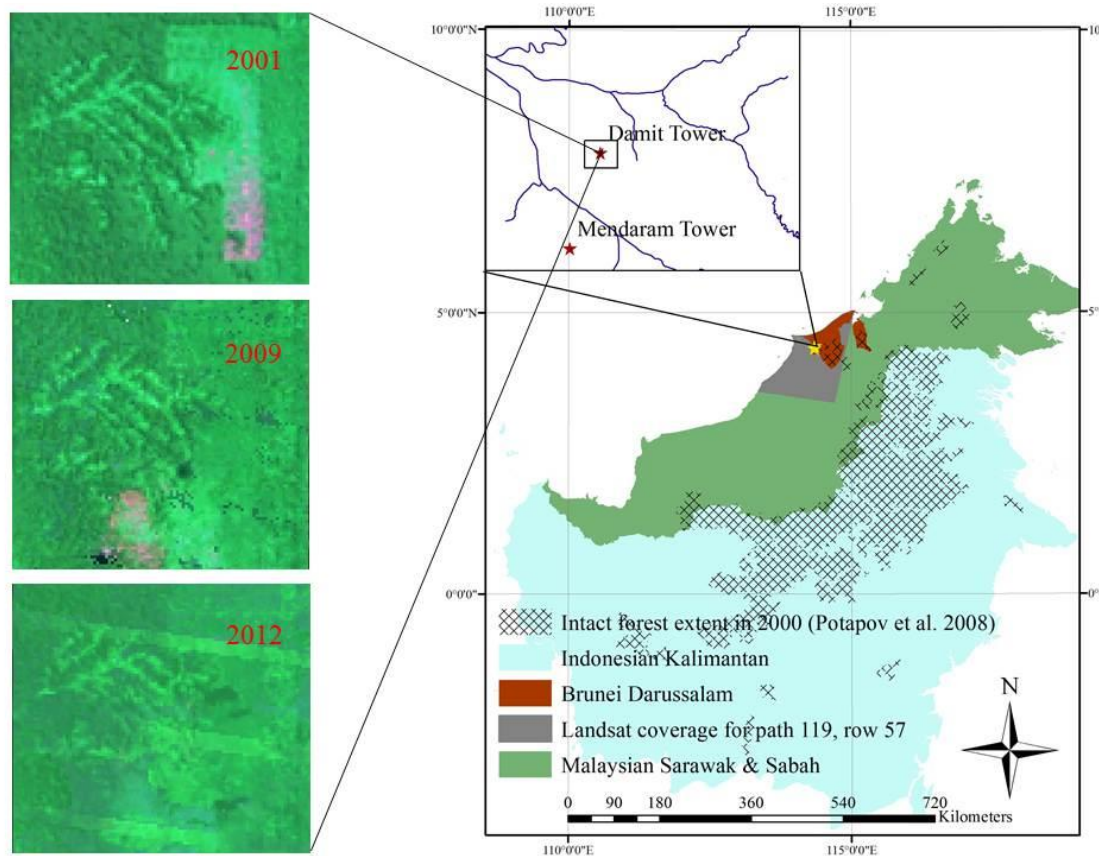 2001
2009
2012
110°0'0"E
115°0'0"E
10°0'0"N
10
Damit Tower
Mendaram Tower
5°0'0"N
5°
0°0'0"
0°
Intact forest extent in 2000 (Potapov et al. 2008)
Indonesian Kalimantan
Brunei Darussalam
Landsat coverage for path 119, row 57
Malaysian Sarawak & Sabah
N
0 90 180 360 540 720
Kilometers
110°0'0"E
115°0'0"E